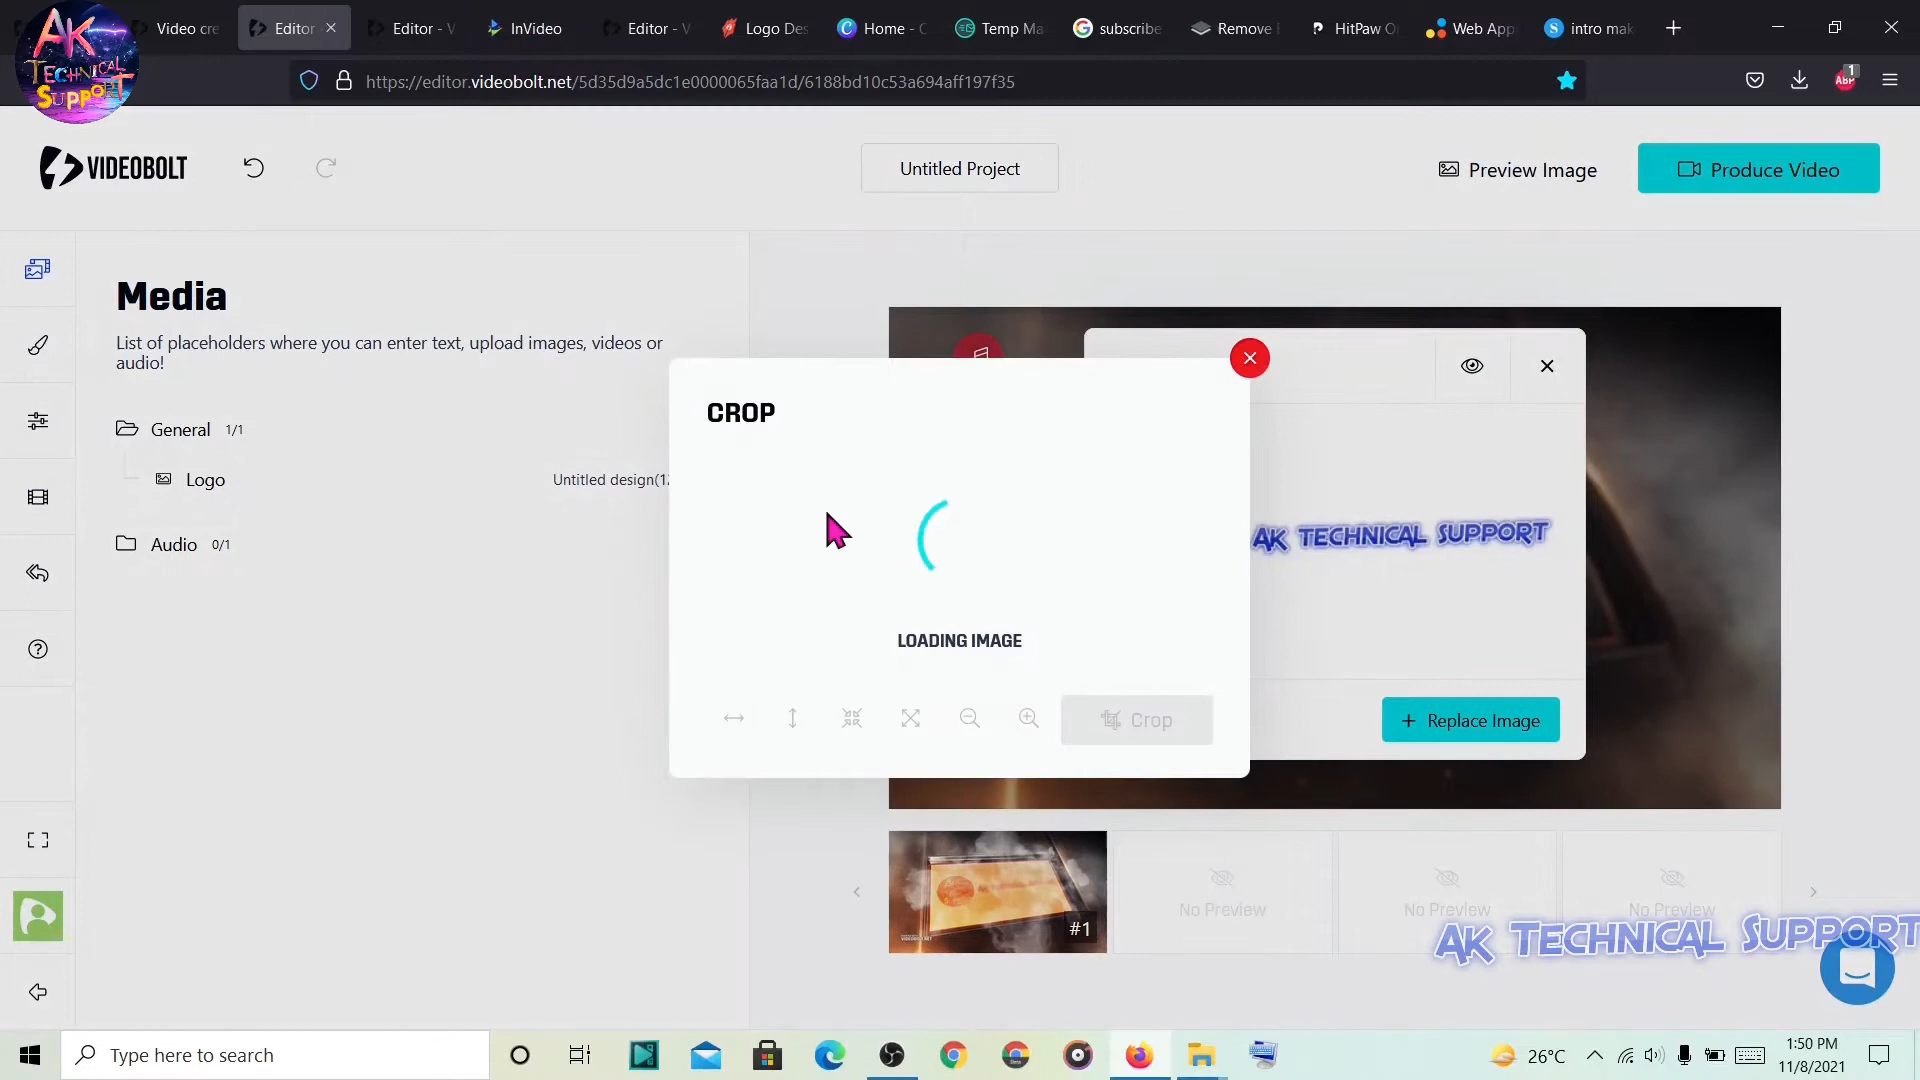 AK
TECHNICAL
SUPPORT
Video cre
Editor
Editor - V
InVideo
Editor - V
Logo Des
Home - C
Temp Ma
subscribe
Remove
HitPaw O
Web App
intro mak
https://editor.videobolt.net/5d35d9a5dc1e0000065faa1d/6188bd10c53a694aff197f35
ABP
1
VIDEOBOLT
Untitled Project
Preview Image
Produce Video
Media
List of placeholders where you can enter text, upload images, videos or
audio!
General 1/1
Logo
Untitled design(12
Audio 0/1
CROP
LOADING IMAGE
Crop
AK TECHNICAL SUPPORT
+ Replace Image
#1
VIDEOBOLT.NET
No Preview
No Preview
No Preview
AK TECHNICAL SUPPORT
Type here to search
26°C
1:50 PM
11/8/2021